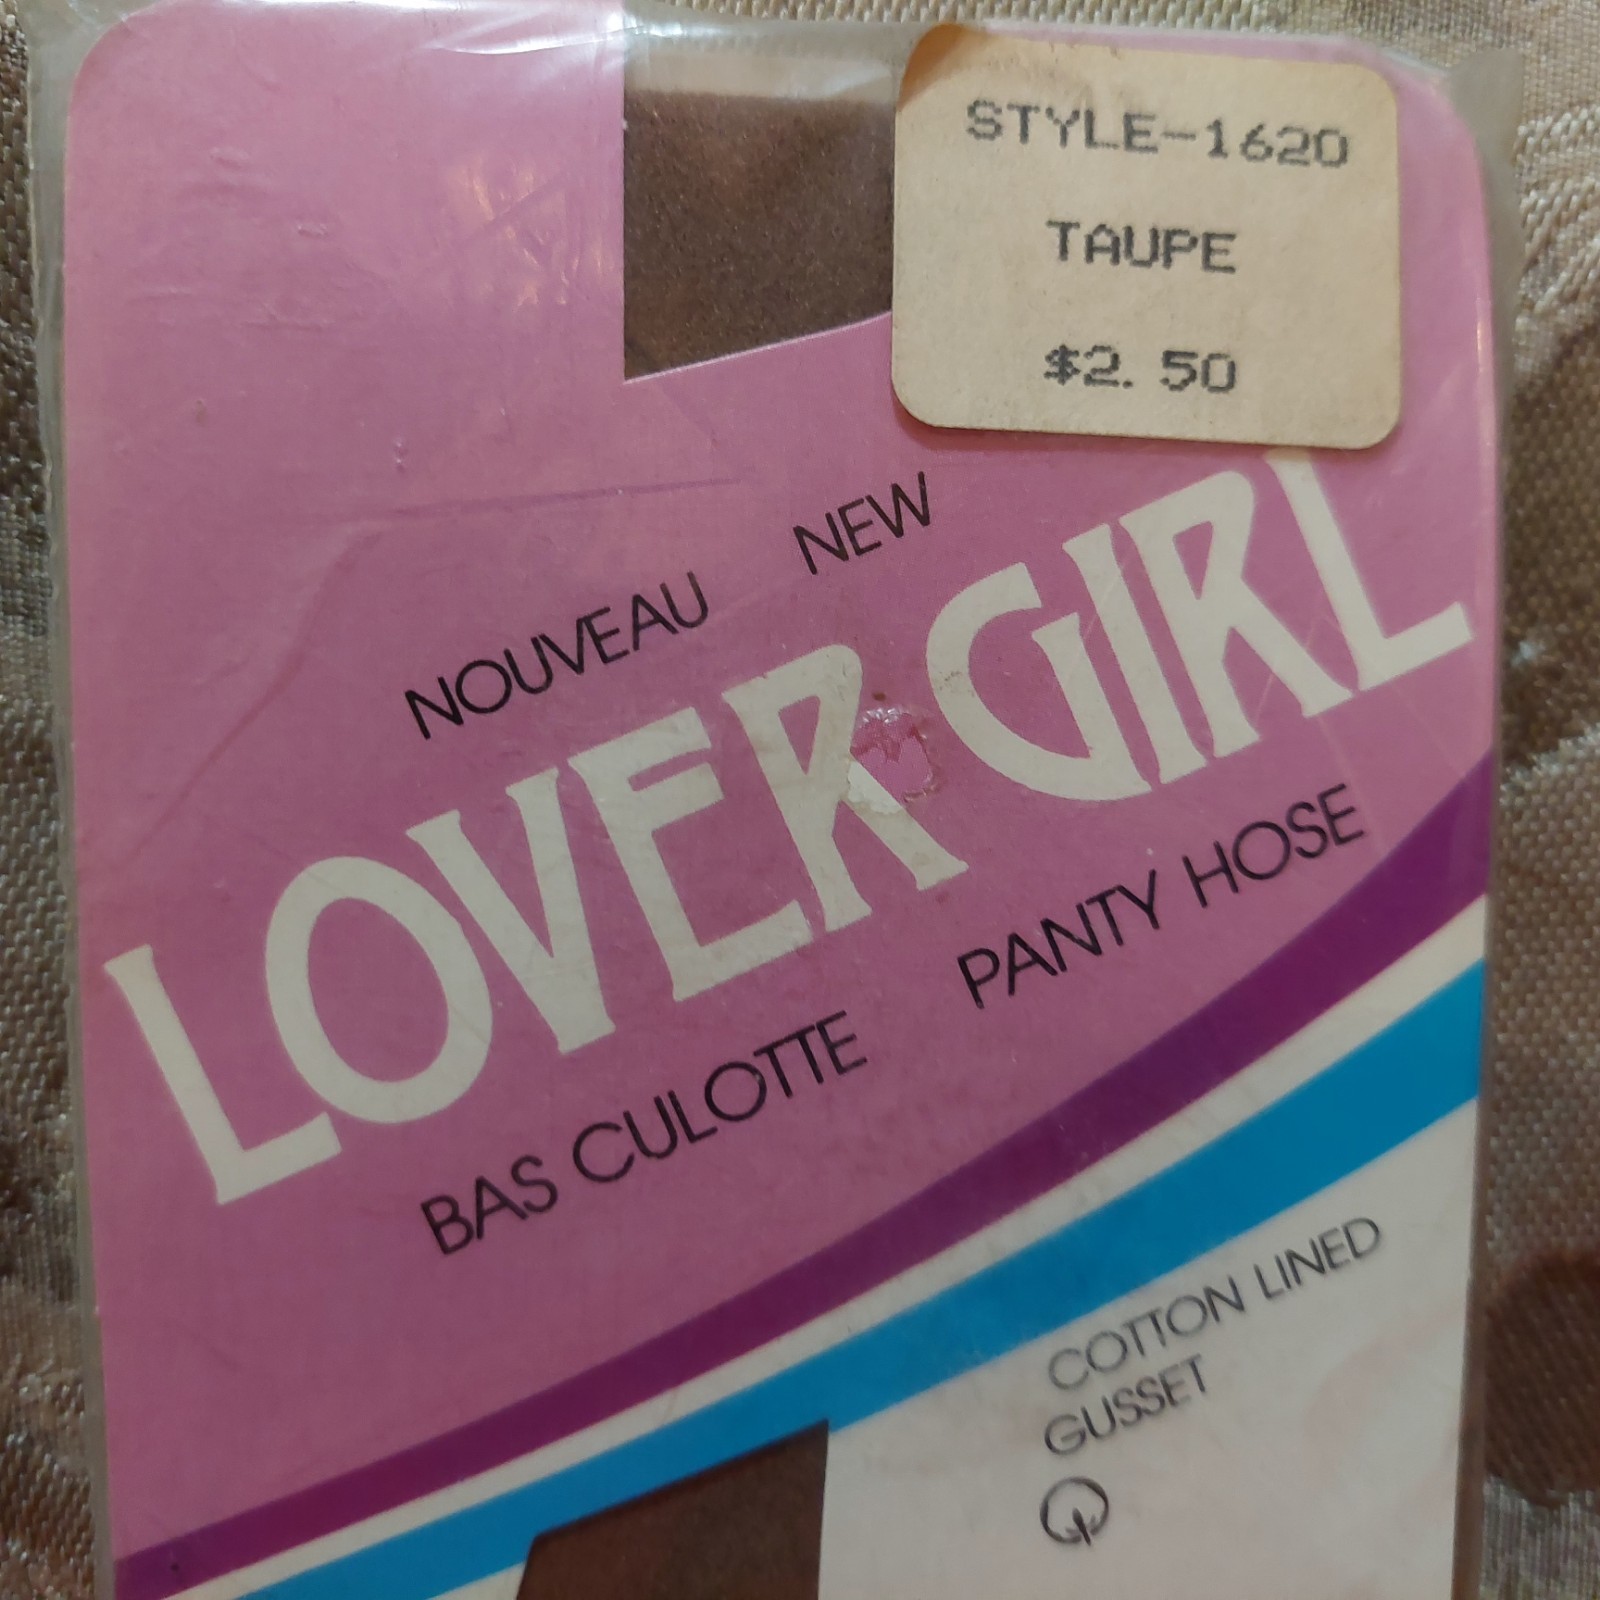 STYLE-1620
TAUPE
$2.50
NOUVEAU NEW
LOVER GIRL
BAS CULOTTE PANTY HOSE
COTTON LINED
GUSSET